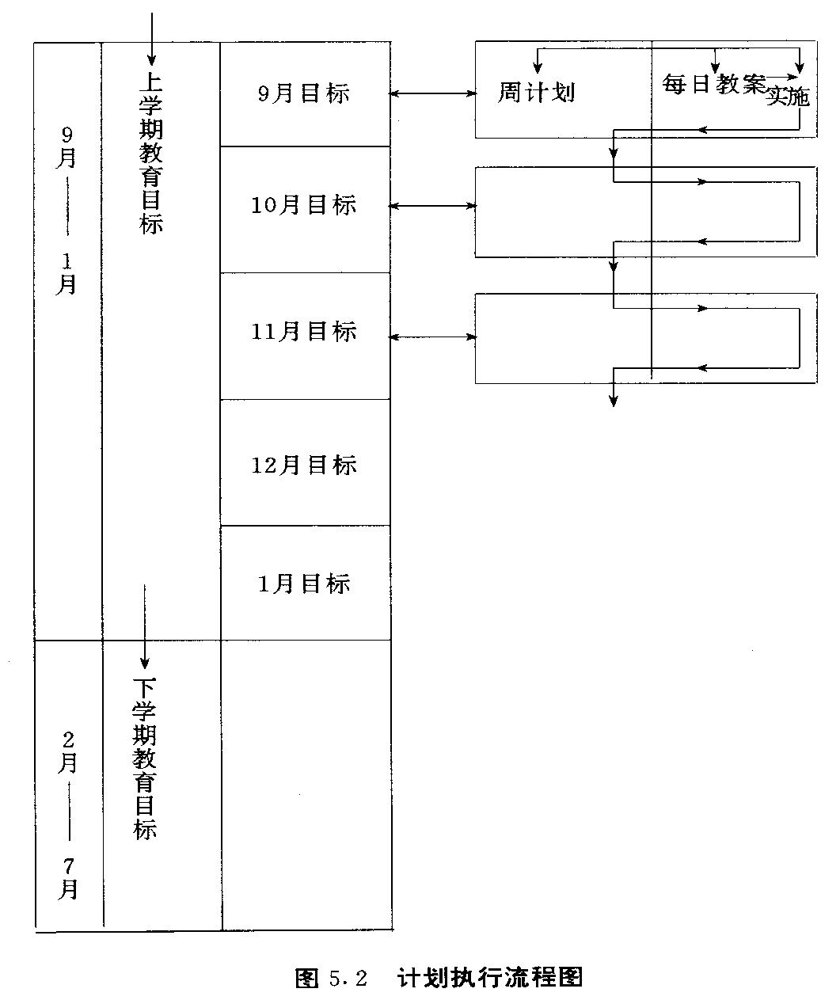 9月——1月
上学期教育目标
9月目标
10月目标
11月目标
12月目标
1月目标
周计划
每日教案
实施
2月——7月
下学期教育目标
图 5.2 计划执行流程图